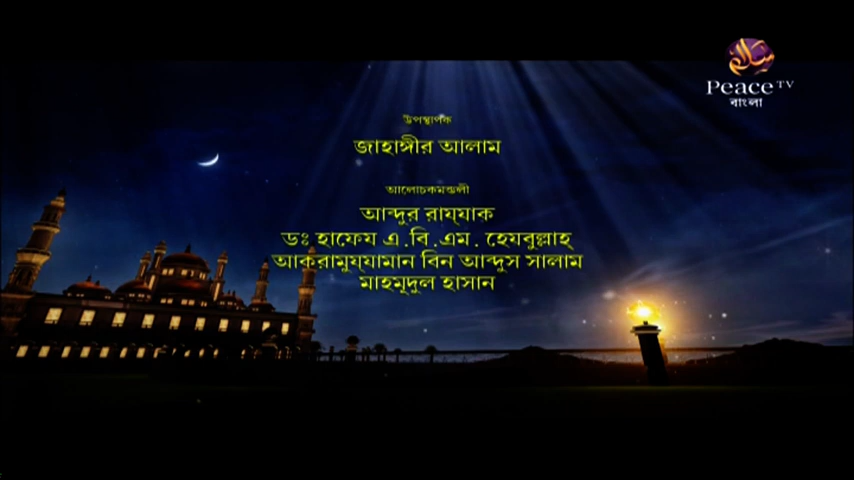 Peace TV
বাংলা
উপস্থাপক
জাহাঙ্গীর আলাম
আলোচকমন্ডলী
আব্দুর রায্যাক
ডঃ হাফেয এ.বি.এম. হেযবুল্লাহ্
আকরামুয্যামান বিন আব্দুস সালাম
মাহমূদুল হাসান